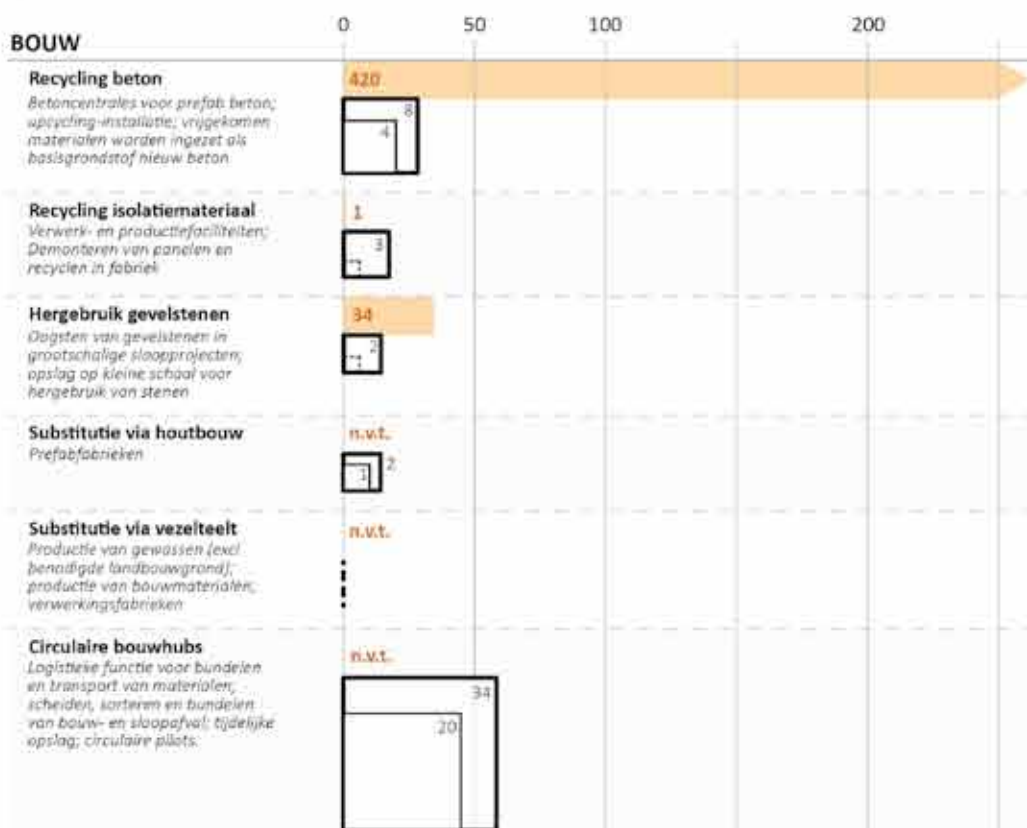 0 50 100 200
BOUW
Recycling beton
420
Betoncentrales voor prefab beton;
upcycling-installatie; vrijgekomen
materialen worden ingezet als
basisgrondstof nieuw beton
8
4
Recycling isolatiemateriaal
1
Verwerk- en productiefaciliteiten;
Demonteren van panelen en
recyclen in fabriek
3
Hergebruik gevelstenen
34
Oogsten van gevelstenen in
grootschalige sloopprojecten;
opslag op kleine schaal voor
hergebruik van stenen
2
Substitutie via houtbouw
n.v.t.
Prefabfabrieken
2
1
Substitutie via vezelteelt
n.v.t.
Productie van gewassen (excl
benodigde landbouwgrond);
productie van bouwmaterialen;
verwerkingsfabrieken
Circulaire bouwhubs
n.v.t.
Logistieke functie voor bundelen
en transport van materialen;
scheiden, sorteren en bundelen
van bouw- en sloopafval; tijdelijke
opslag; circulaire pilots.
34
20